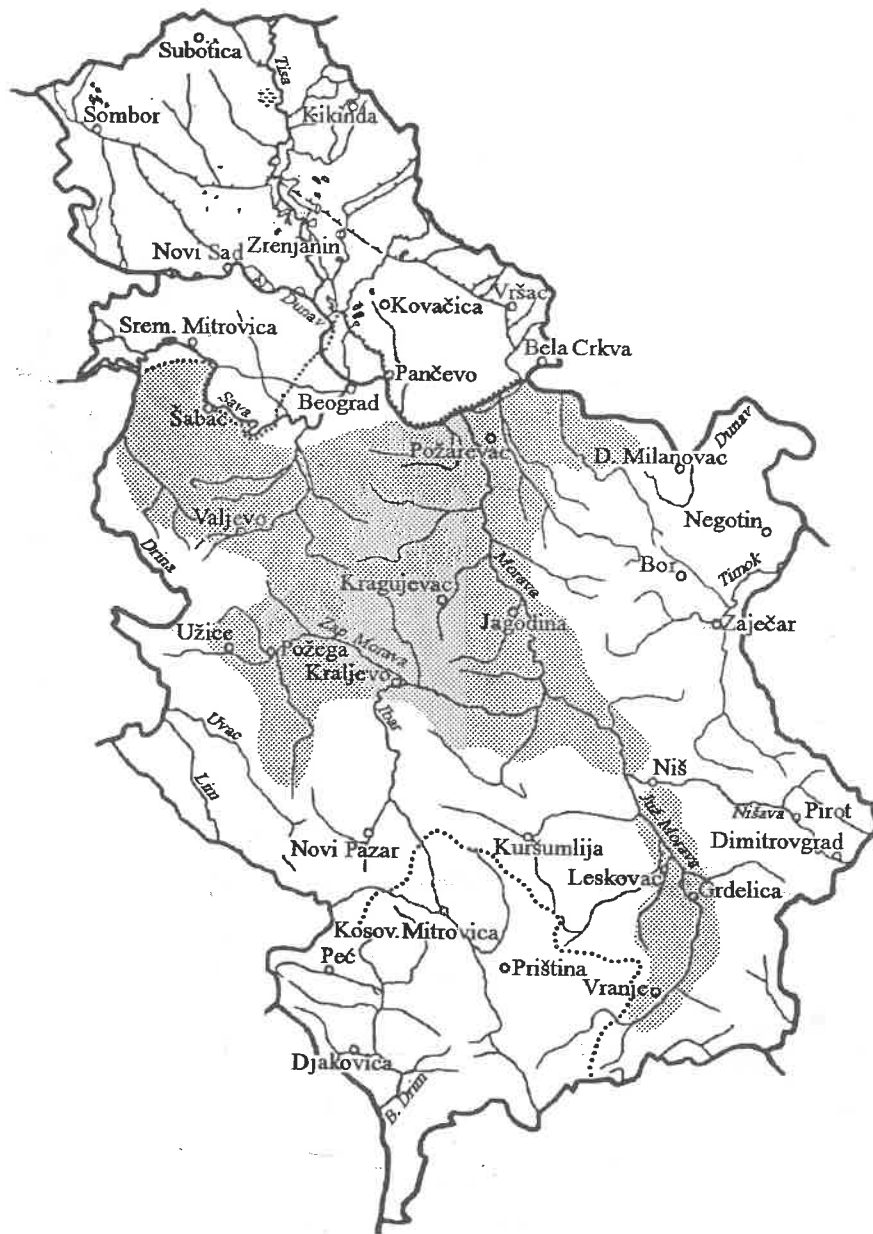 Subotica
Tisa
Sombor
Kikinda
Novi Sad
Zrenjanin
Dunav
Kovačica
Vršac
Srem. Mitrovica
Bela Crkva
Pančevo
Beograd
Sava
Šabac
Požarevac
D. Milanovac
Dunav
Negotin
Valjevo
Drina
Bor
Timok
Morava
Kragujevac
Jagodina
Zaječar
Užice
Požega
Zap. Morava
Kraljevo
Ibar
Uvac
Lim
Niš
Nišava
Pirot
Juž. Morava
Dimitrovgrad
Novi Pazar
Kuršumlija
Leskovac
Grdelica
Kosov. Mitrovica
Peć
Priština
Vranje
Djakovica
B. Drim